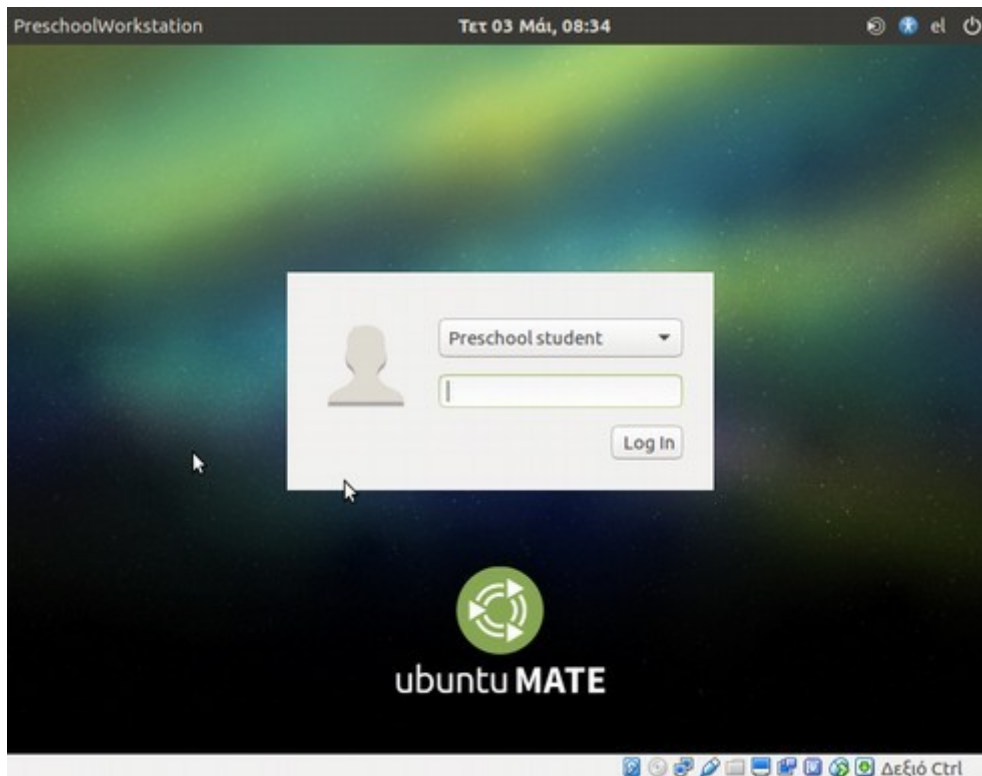 PreschoolWorkstation Τετ 03 Μάι, 08:34 el
Preschool student
Log In
ubuntu MATE
Δεξιό Ctrl